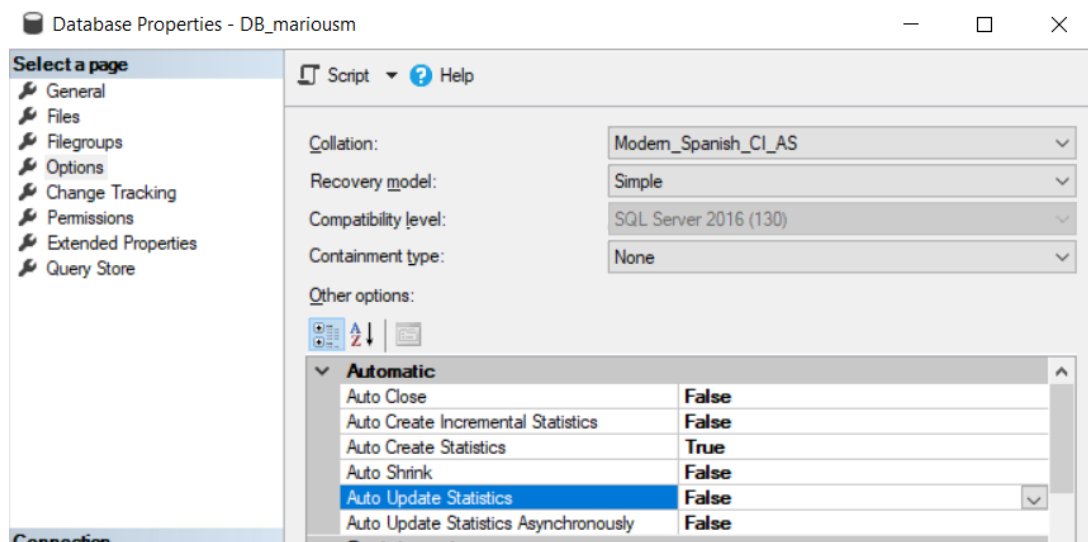 Database Properties - DB_mariousm
Select a page
General
Files
Filegroups
Options
Change Tracking
Permissions
Extended Properties
Query Store
Connection
Script Help
Collation: Modern_Spanish_CI_AS
Recovery model: Simple
Compatibility level: SQL Server 2016 (130)
Containment type: None
Other options:
Automatic
Auto Close False
Auto Create Incremental Statistics False
Auto Create Statistics True
Auto Shrink False
Auto Update Statistics False
Auto Update Statistics Asynchronously False